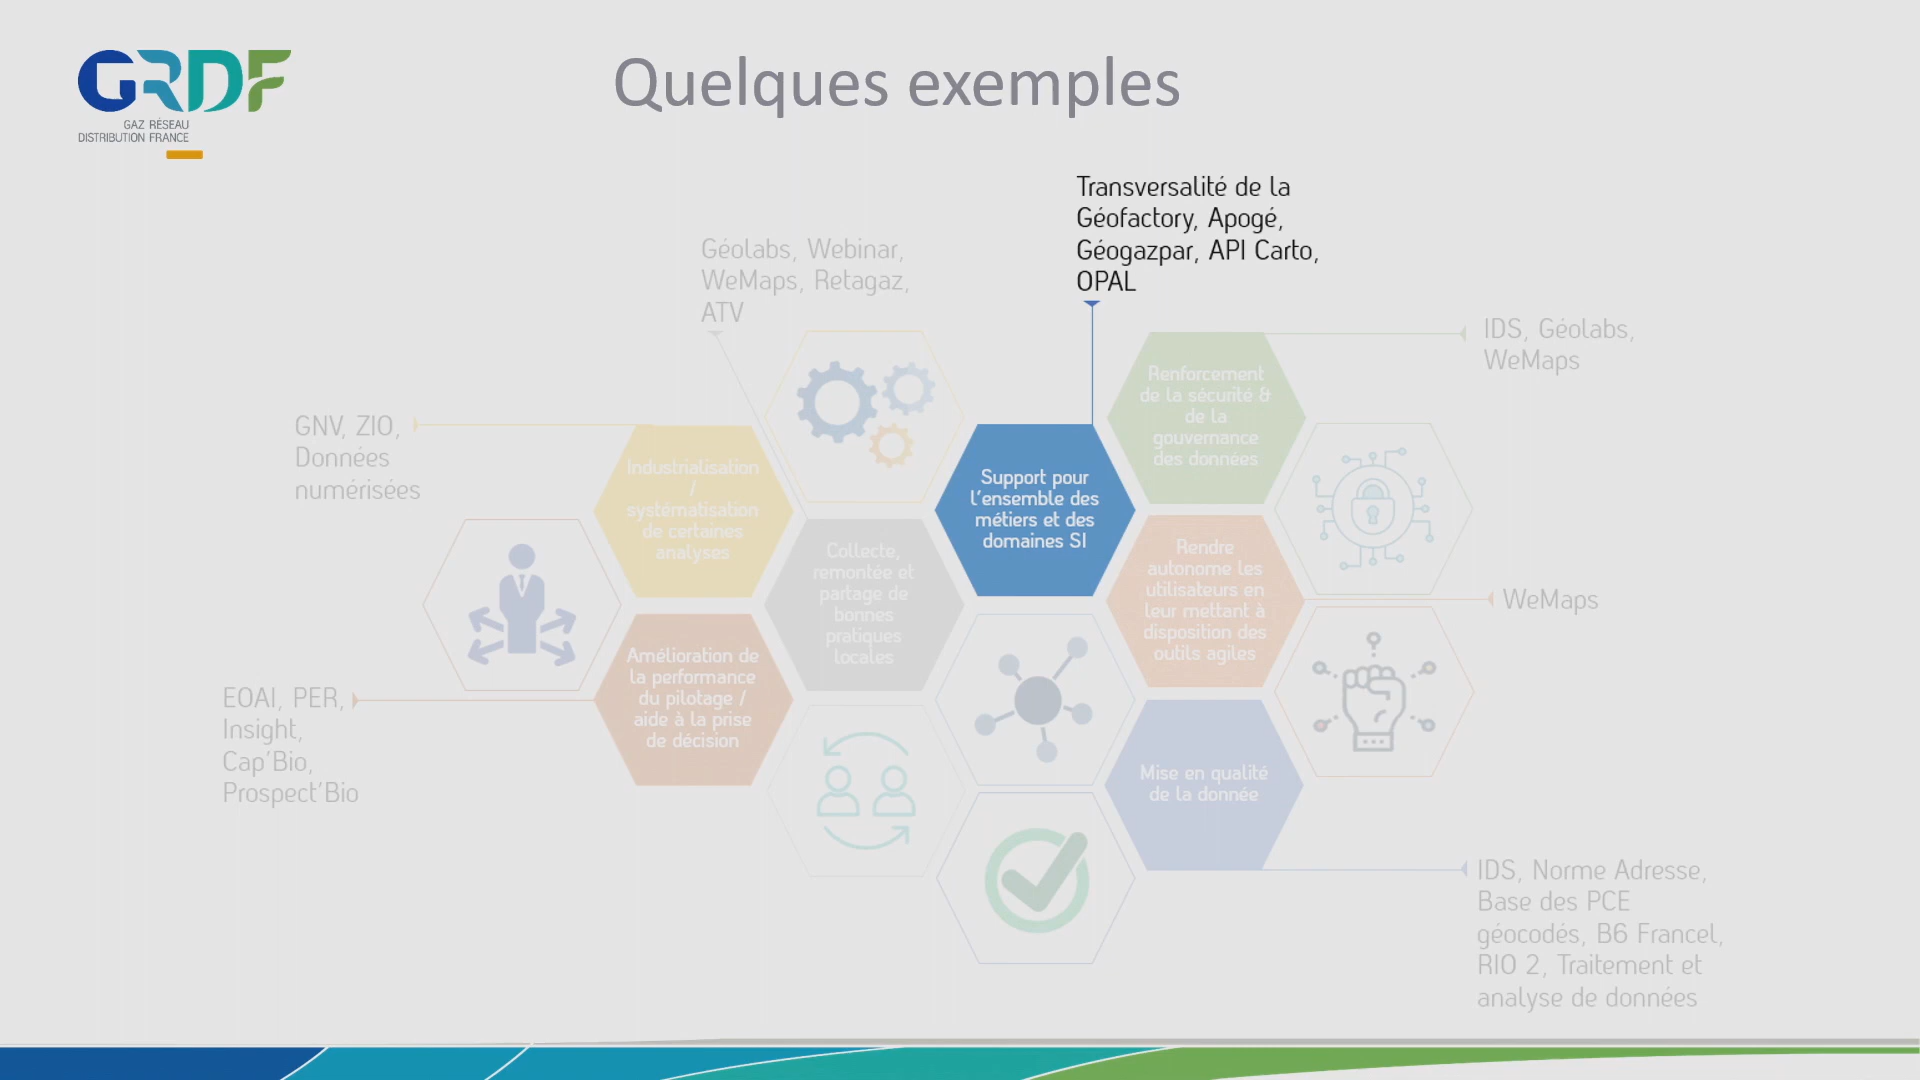 GRDF
GAZ RÉSEAU
DISTRIBUTION FRANCE
Quelques exemples
Transversalité de la
Géofactory, Apogé,
Géogazpar, API Carto,
OPAL
Géolabs, Webinar,
WeMaps, Retagaz,
ATV
IDS, Géolabs,
WeMaps
GNV, ZIO,
Données
numérisées
Renforcement
de la sécurité &
de la
gouvernance
des données
Industrialisation
/
systématisation
de certaines
analyses
Support pour
l'ensemble des
métiers et des
domaines SI
Collecte,
remontée et
partage de
bonnes
pratiques
locales
Rendre
autonome les
utilisateurs en
leur mettant à
disposition des
outils agiles
WeMaps
Amélioration de
la performance
du pilotage /
aide à la prise
de décision
EOAI, PER,
Insight,
Cap'Bio,
Prospect'Bio
Mise en qualité
de la donnée
IDS, Norme Adresse,
Base des PCE
géocodés, B6 Francel,
RIO 2, Traitement et
analyse de données